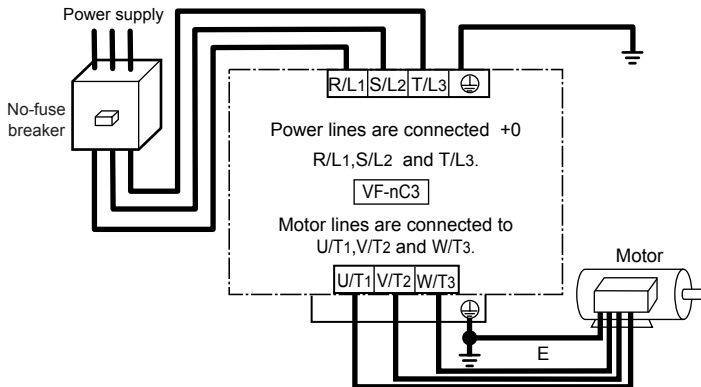 Power supply
No-fuse
breaker
R/L1 S/L2 T/L3
Power lines are connected +0
R/L1,S/L2 and T/L3.
VF-nC3
Motor lines are connected to
U/T1,V/T2 and W/T3.
U/T1 V/T2 W/T3
Motor
E